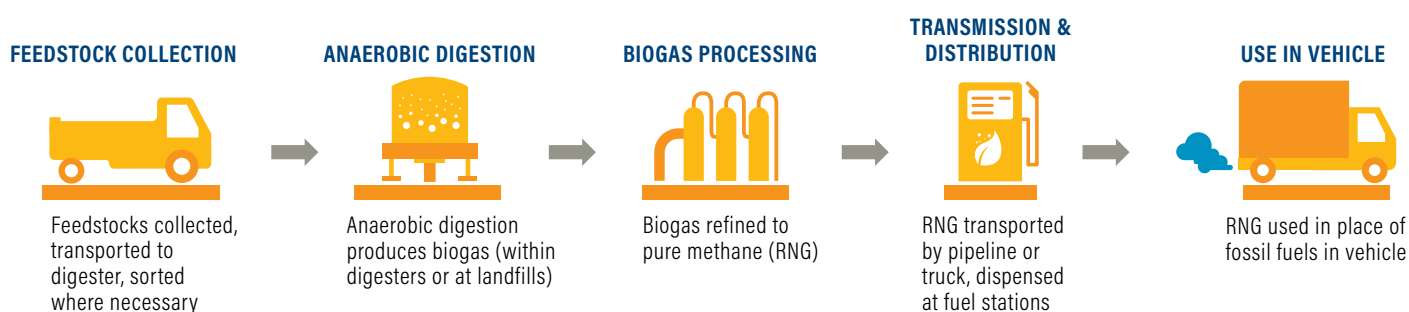 FEEDSTOCK COLLECTION
Feedstocks collected,
transported to
digester, sorted
where necessary
ANAEROBIC DIGESTION
Anaerobic digestion
produces biogas (within
digesters or at landfills)
BIOGAS PROCESSING
Biogas refined to
pure methane (RNG)
TRANSMISSION &
DISTRIBUTION
RNG transported
by pipeline or
truck, dispensed
at fuel stations
USE IN VEHICLE
RNG used in place of
fossil fuels in vehicle